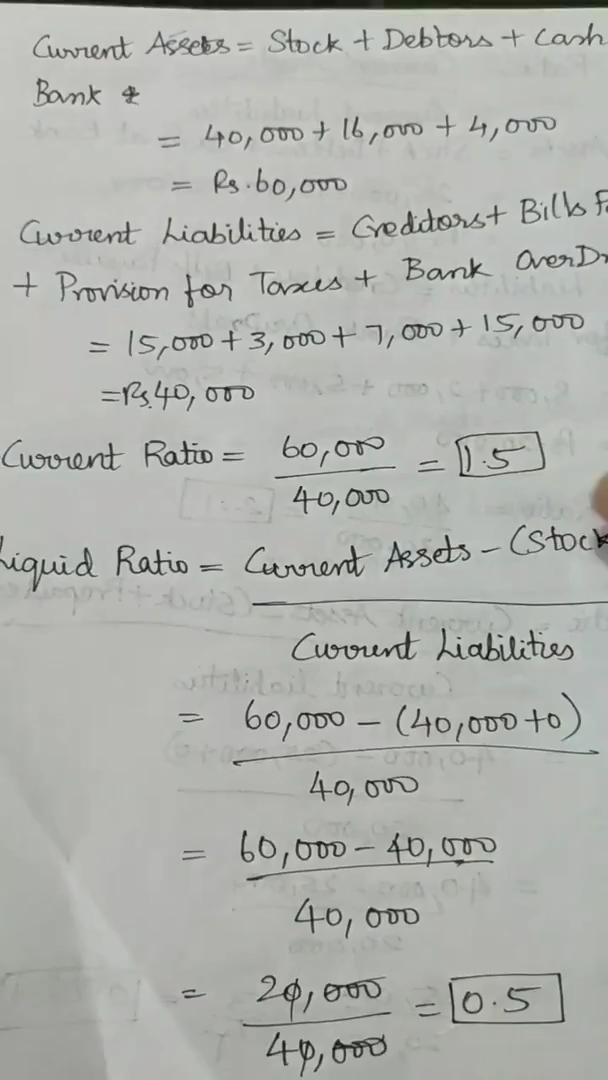 Current Assets = Stock + Debtors + Cash
Bank &
= 40,000 + 16,000 + 4,000
= Rs.60,000
Current Liabilities = Creditors + Bills
+ Provision for Taxes + Bank OverDr
= 15,000 + 3,000 + 7,000 + 15,000
= Rs.40,000
Current Ratio = 60,000 / 40,000 = 1.5
Liquid Ratio = Current Assets - (Stock
Current Liabilities
= 60,000 - (40,000+0)
40,000
= 60,000 - 40,000
40,000
= 20,000 / 40,000 = 0.5